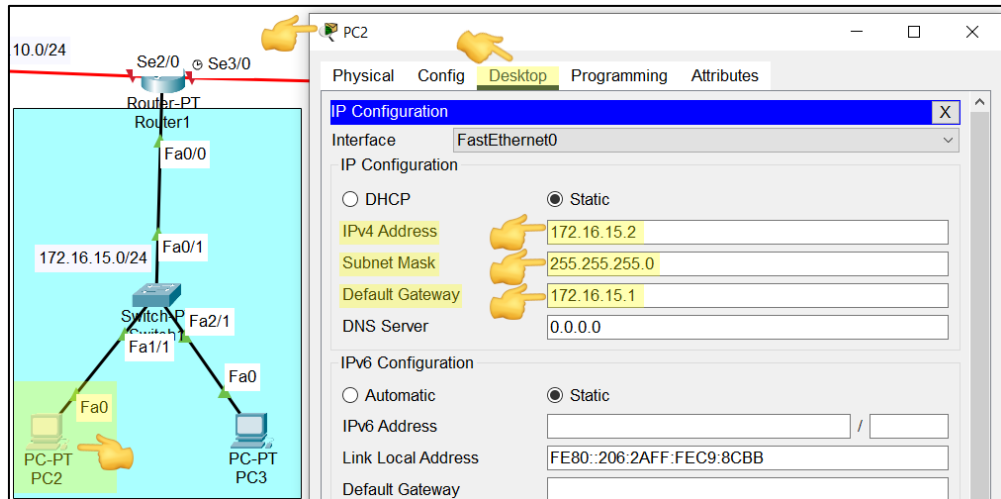 10.0/24
Se2/0
Se3/0
Router-PT
Router1
Fa0/0
172.16.15.0/24
Fa0/1
Switch-P
Fa2/1
Fa1/1
Fa0
Fa0
PC-PT
PC2
PC-PT
PC3
PC2
Physical Config Desktop Programming Attributes
IP Configuration X
Interface FastEthernet0
IP Configuration
DHCP Static
IPv4 Address 172.16.15.2
Subnet Mask 255.255.255.0
Default Gateway 172.16.15.1
DNS Server 0.0.0.0
IPv6 Configuration
Automatic Static
IPv6 Address /
Link Local Address FE80::206:2AFF:FEC9:8CBB
Default Gateway